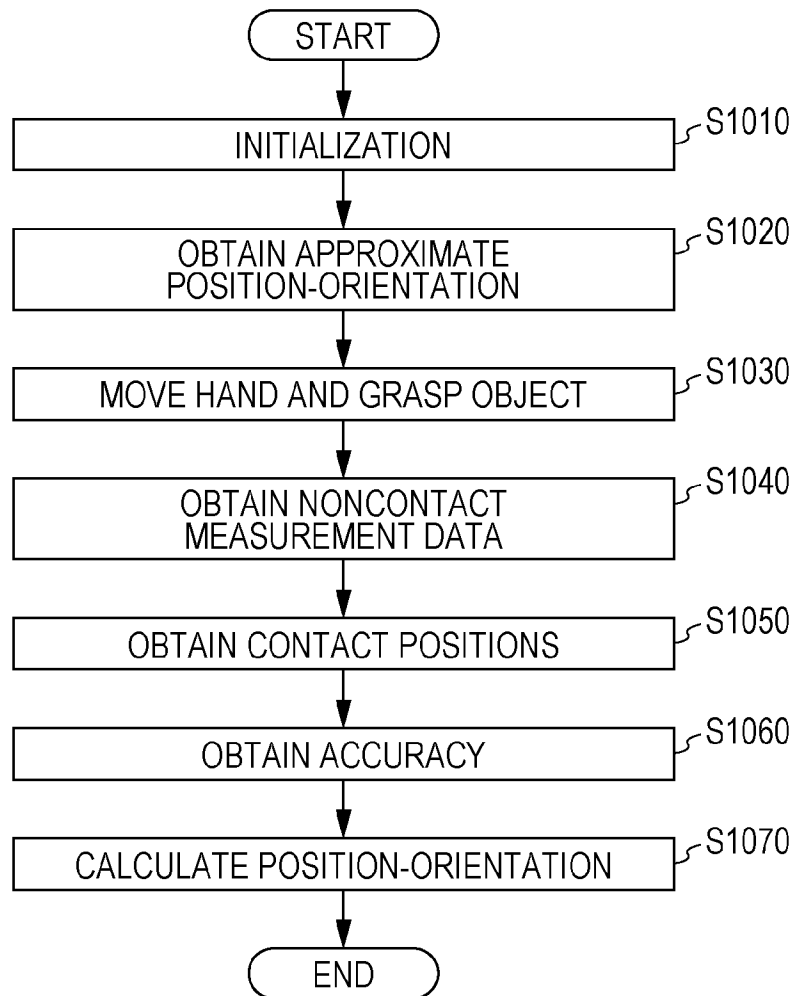 START
S1010
INITIALIZATION
S1020
OBTAIN APPROXIMATE
POSITION-ORIENTATION
S1030
MOVE HAND AND GRASP OBJECT
S1040
OBTAIN NONCONTACT
MEASUREMENT DATA
S1050
OBTAIN CONTACT POSITIONS
S1060
OBTAIN ACCURACY
S1070
CALCULATE POSITION-ORIENTATION
END